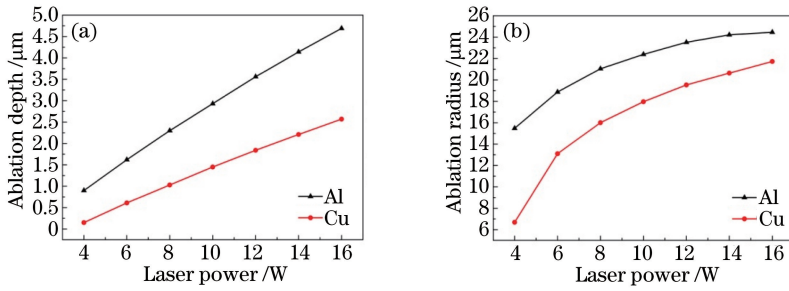 (a)
Ablation depth /μm
5.0
4.5
4.0
3.5
3.0
2.5
2.0
1.5
1.0
0.5
0
Al
Cu
4 6 8 10 12 14 16
Laser power /W
(b)
Ablation radius /μm
26
24
22
20
18
16
14
12
10
8
6
Al
Cu
4 6 8 10 12 14 16
Laser power /W